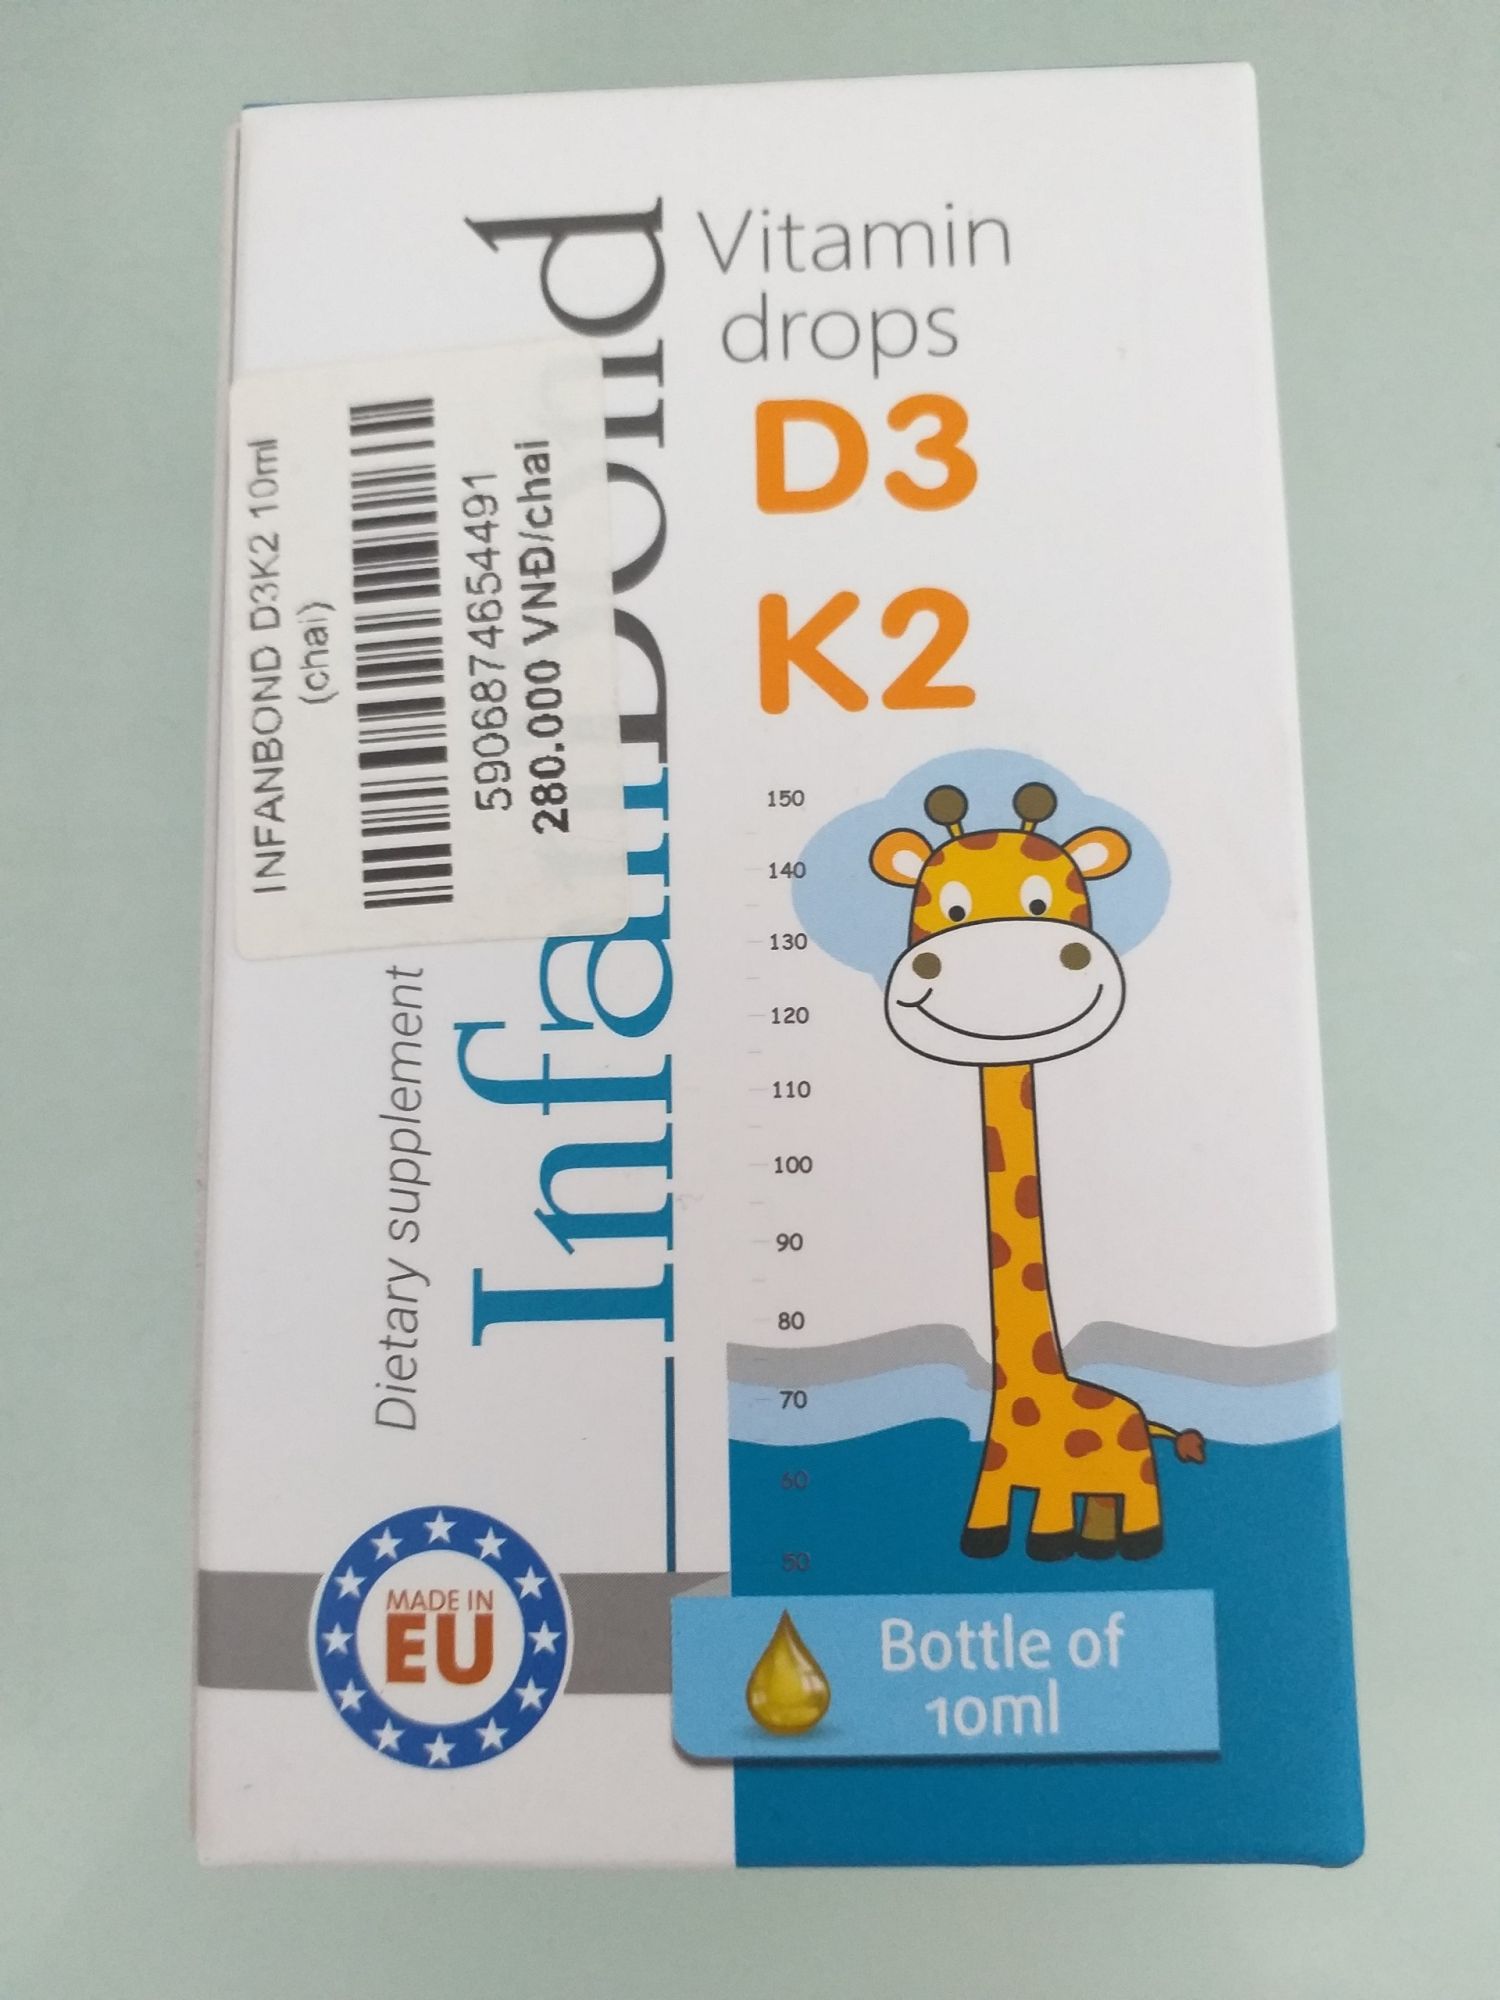 Vitamin
drops
D3
K2
InfanBond
Dietary supplement
INFANBOND D3K2 10ml
(chai)
5906874654491
280.000 VNĐ/chai
150
140
130
120
110
100
90
80
70
60
50
MADE IN
EU
Bottle of
10ml